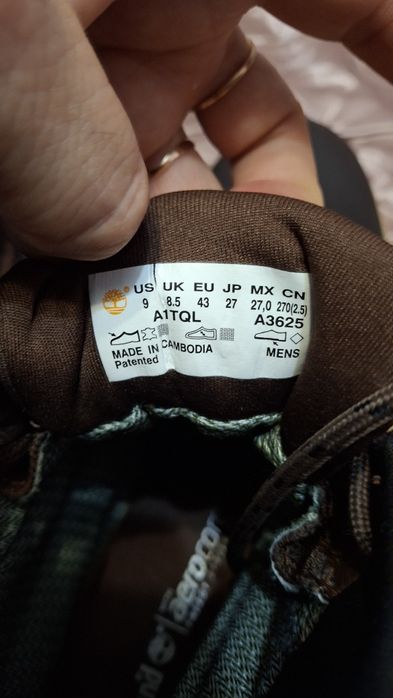 US UK EU JP MX CN
9 8.5 43 27 27,0 270(2.5)
A1TQL A3625
MADE IN CAMBODIA MENS
Patented
aeroco